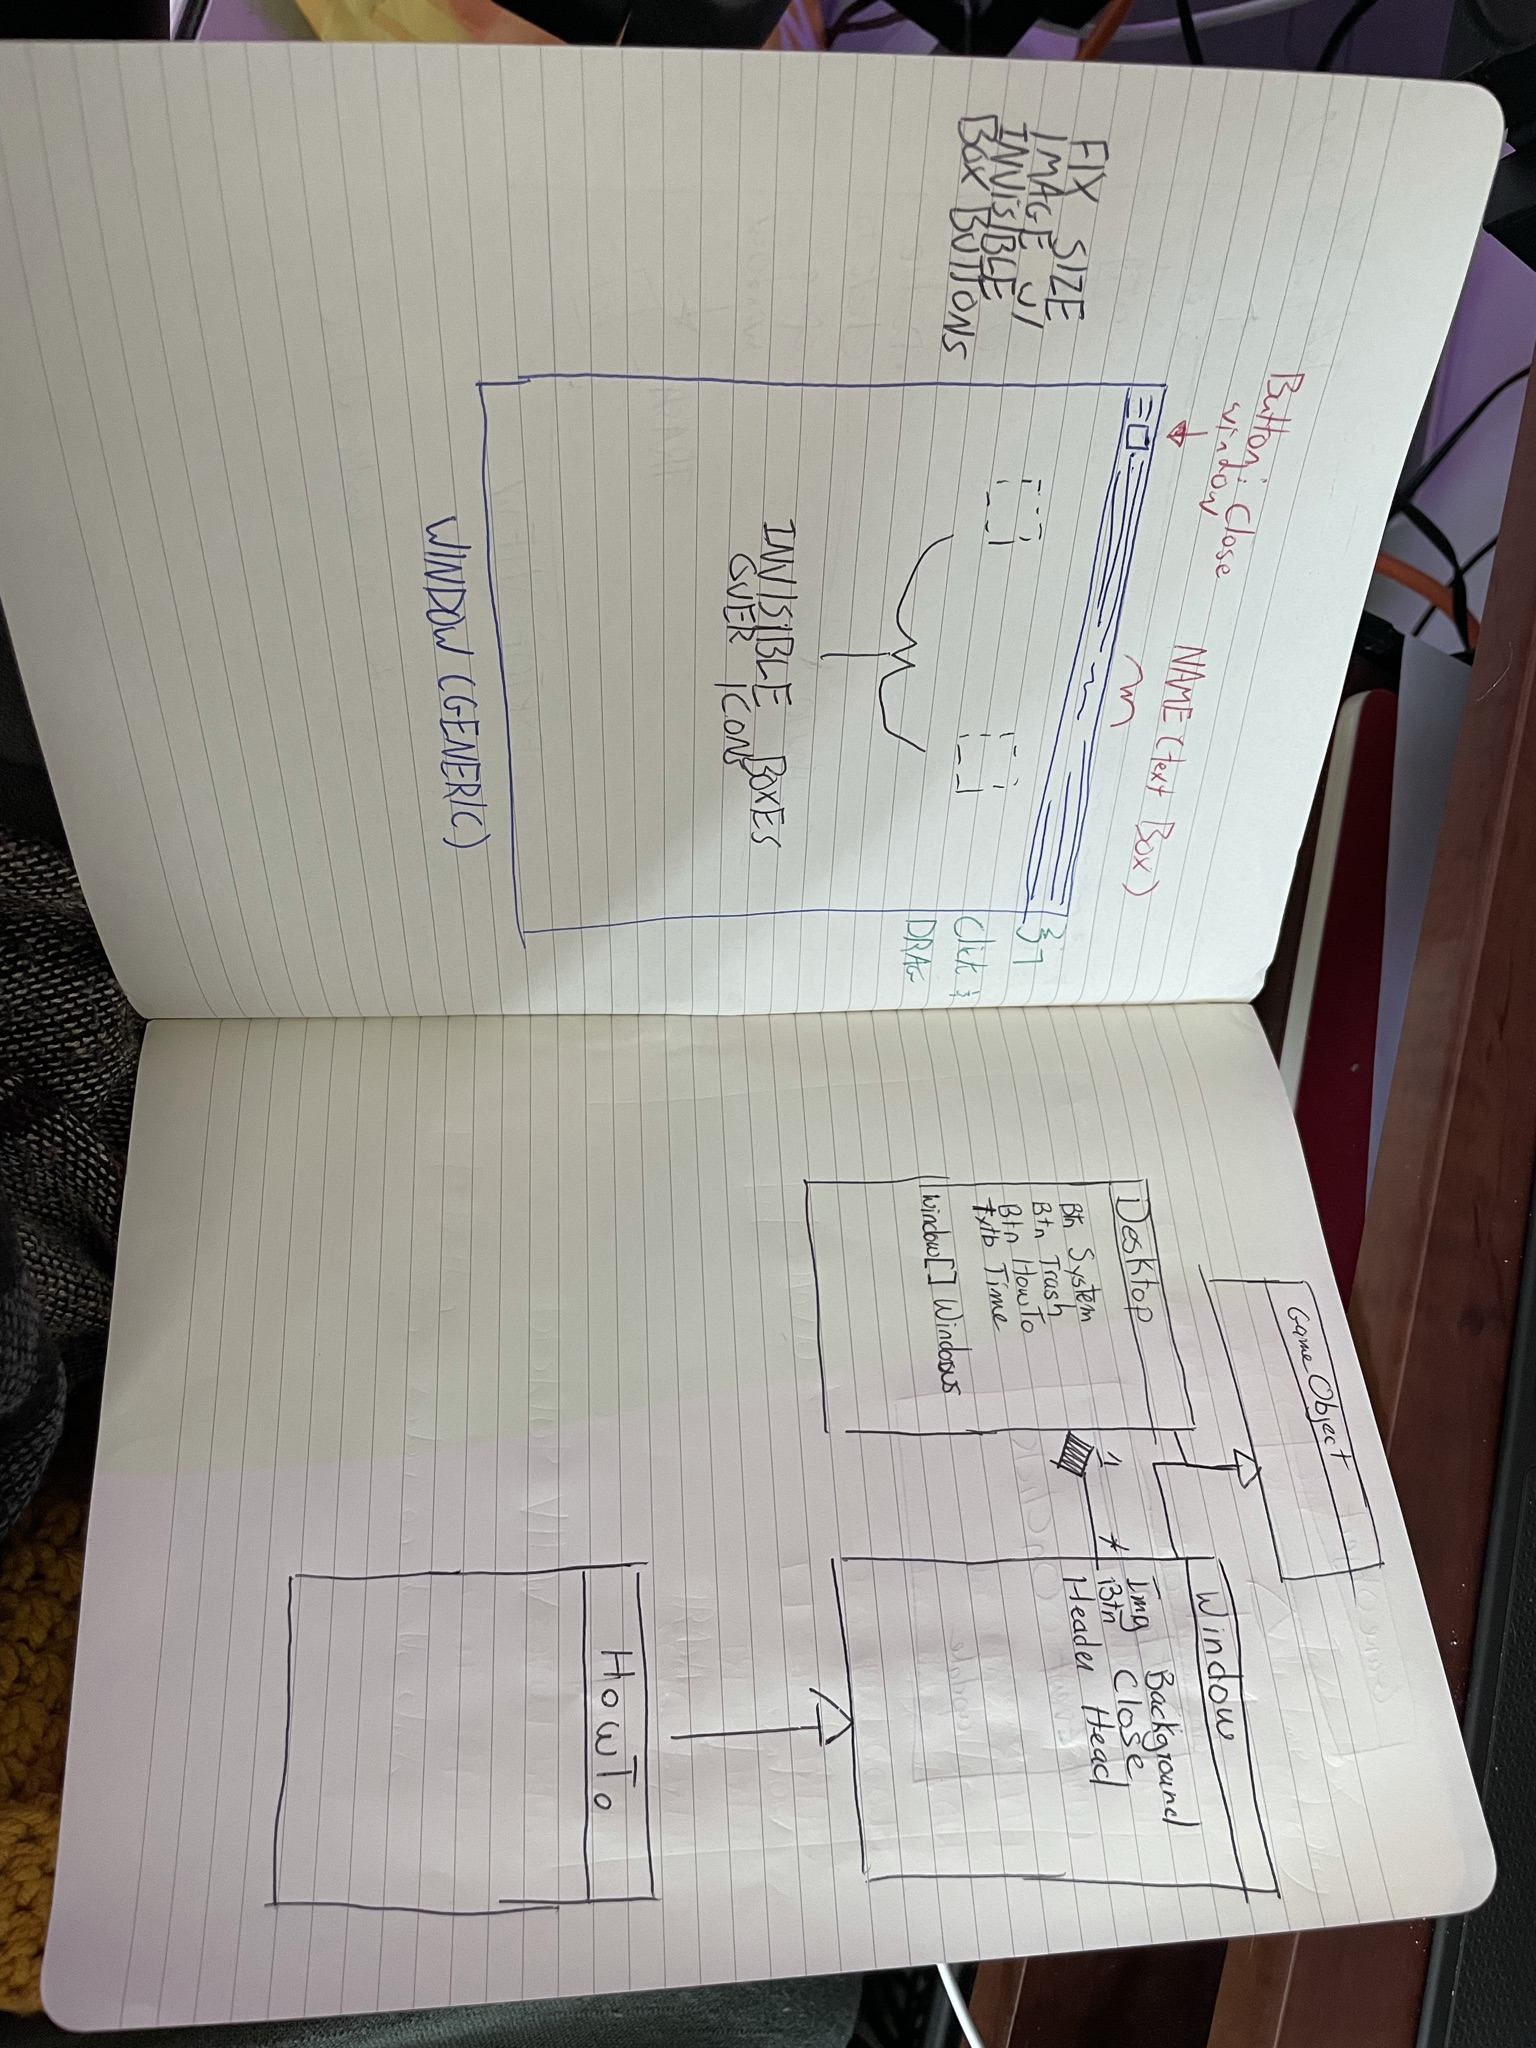 Button: Close
window
NAME (text Box)
FIX SIZE
IMAGE W/
INVISIBLE
BOX BUTTONS
Click &
DRAG
INVISIBLE BOXES
OVER ICONS
WINDOW (GENERIC)
GameObject
Desktop
Btn System
Btn Trash
Btn HowTo
Txtb Time
window[] Windows
1
*
Window
Img Background
Btn Close
Header Head
HowTo